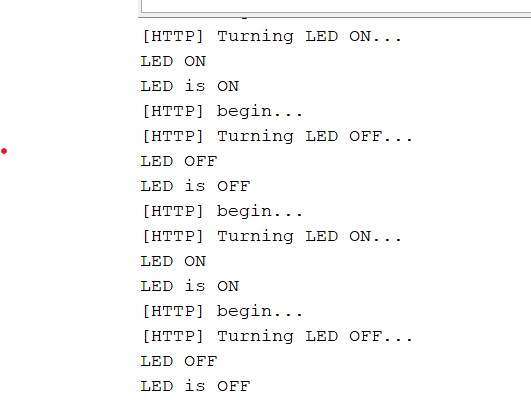 [HTTP] Turning LED ON...
LED ON
LED is ON
[HTTP] begin...
[HTTP] Turning LED OFF...
LED OFF
LED is OFF
[HTTP] begin...
[HTTP] Turning LED ON...
LED ON
LED is ON
[HTTP] begin...
[HTTP] Turning LED OFF...
LED OFF
LED is OFF